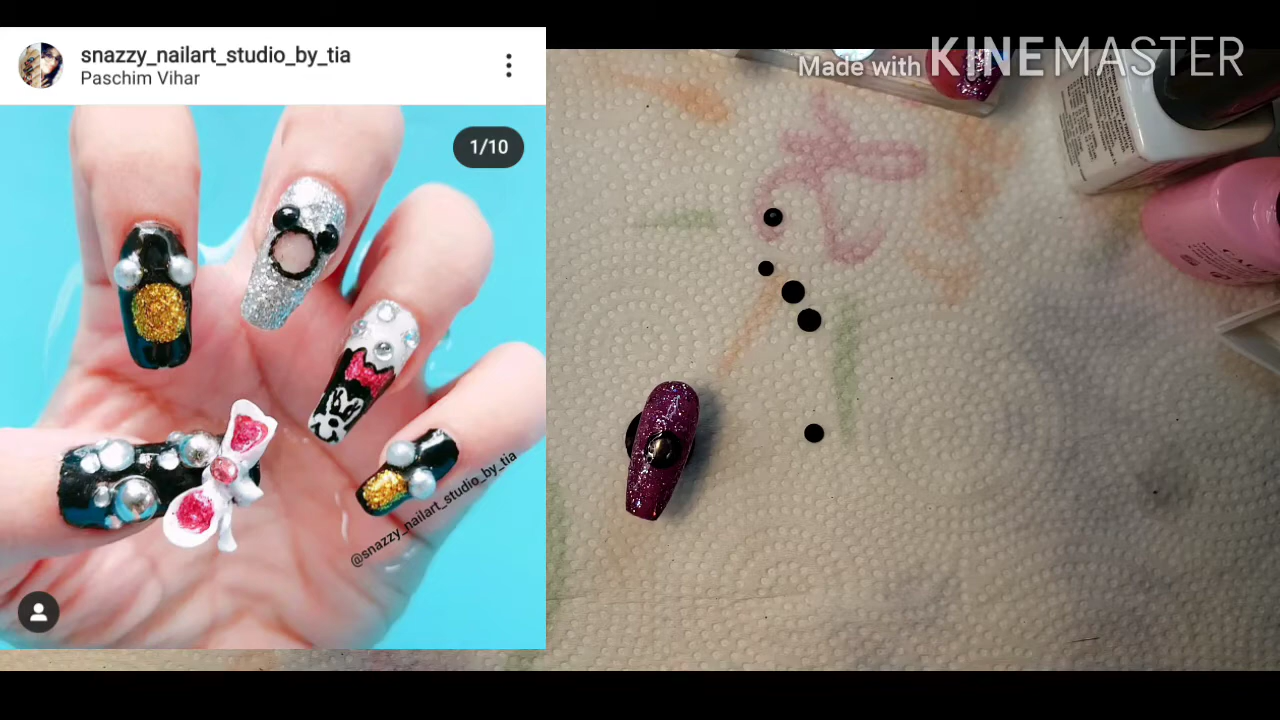 snazzy_nailart_studio_by_tia
Paschim Vihar
1/10
Made with KINEMASTER
@snazzy_nailart_studio_by_tia